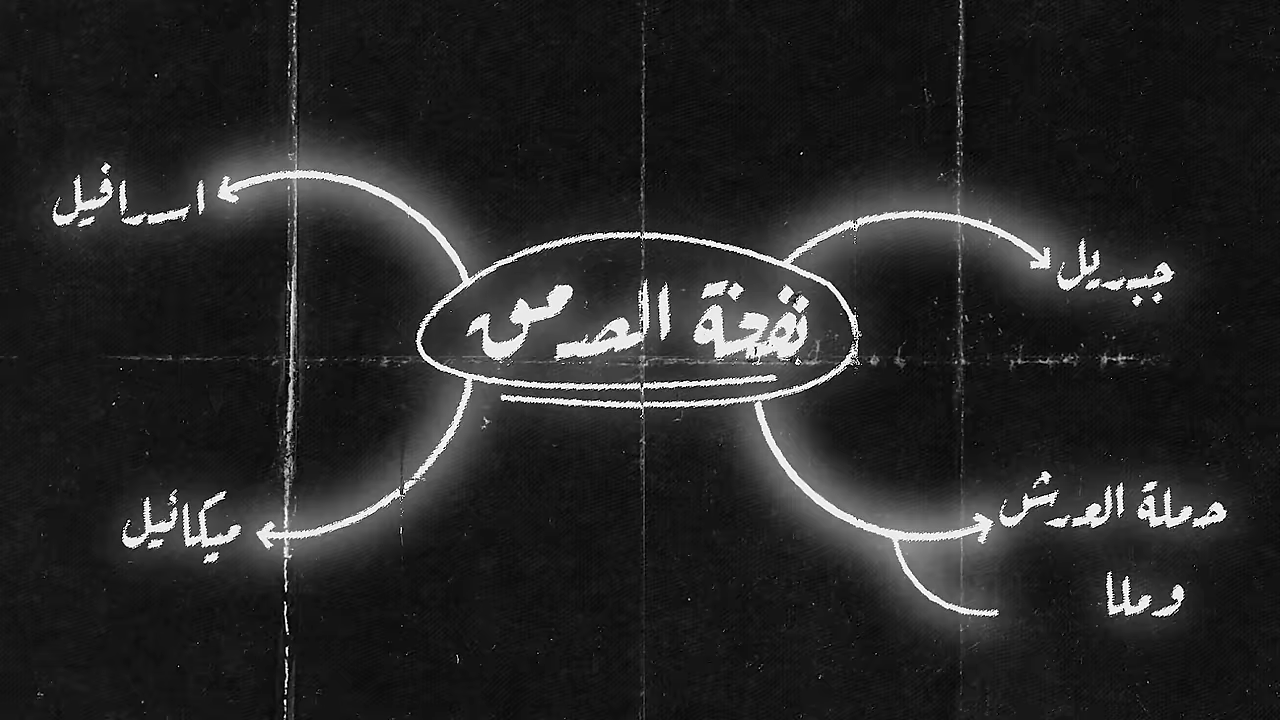 اسرافيل
جبريل
نفخة الصعق
حملة العرش
ميكائيل
وملا